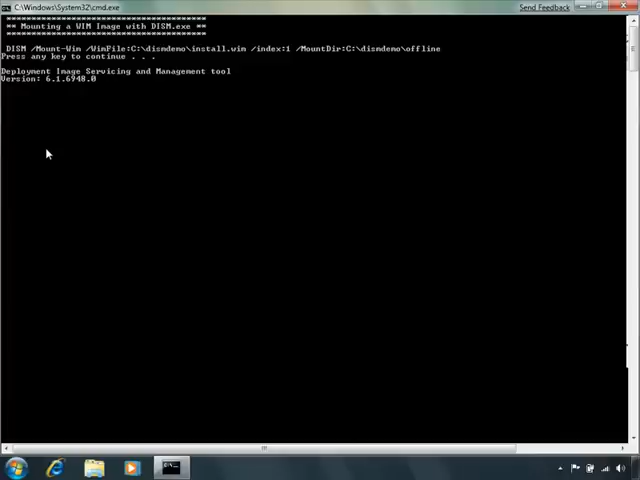 C:\Windows\System32\cmd.exe
Send Feedback
*****************************************
** Mounting a WIM Image with DISM.exe **
*****************************************
DISM /Mount-Wim /WimFile:C:\dismdemo\install.wim /index:1 /MountDir:C:\dismdemo\offline
Press any key to continue . . .
Deployment Image Servicing and Management tool
Version: 6.1.6948.0